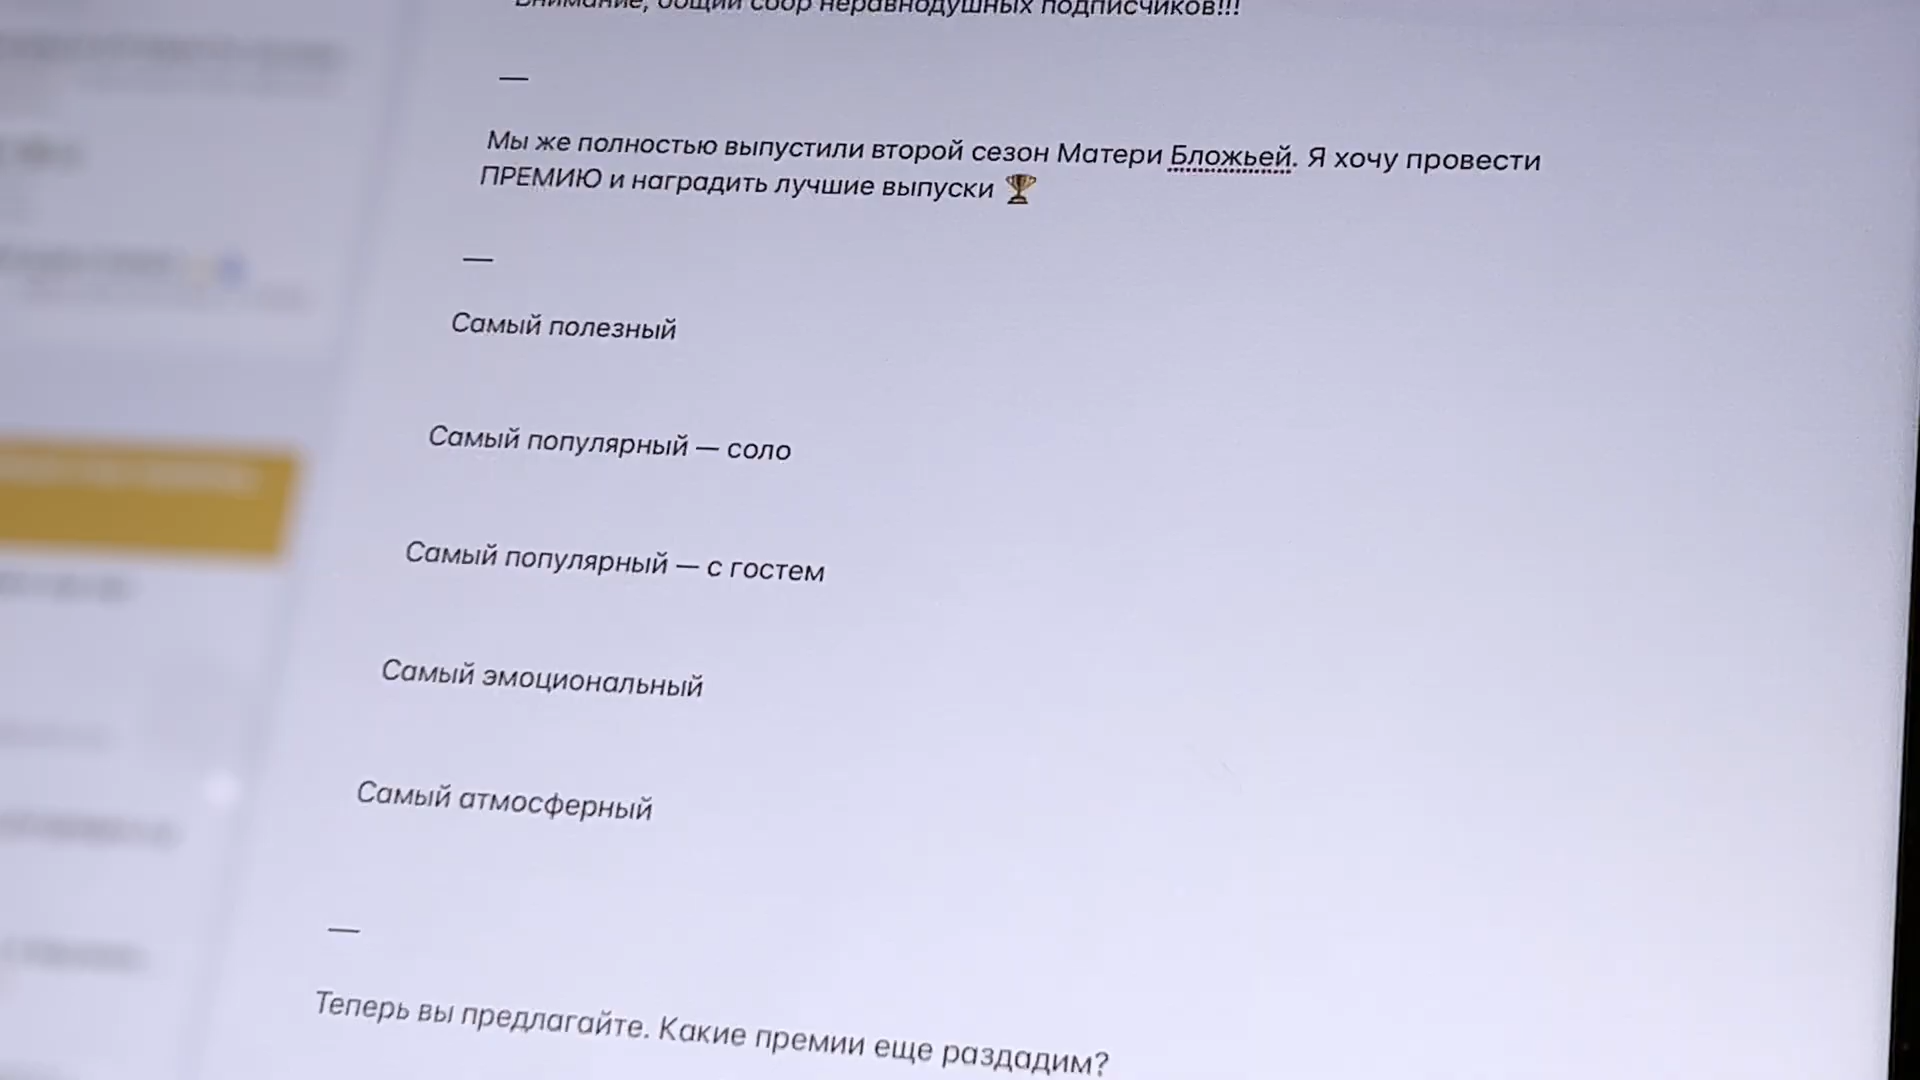 Внимание, общий сбор неравнодушных подписчиков!!!
—
Мы же полностью выпустили второй сезон Матери Бложьей. Я хочу провести
ПРЕМИЮ и наградить лучшие выпуски 🏆
—
Самый полезный
Самый популярный — соло
Самый популярный — с гостем
Самый эмоциональный
Самый атмосферный
—
Теперь вы предлагайте. Какие премии еще раздадим?